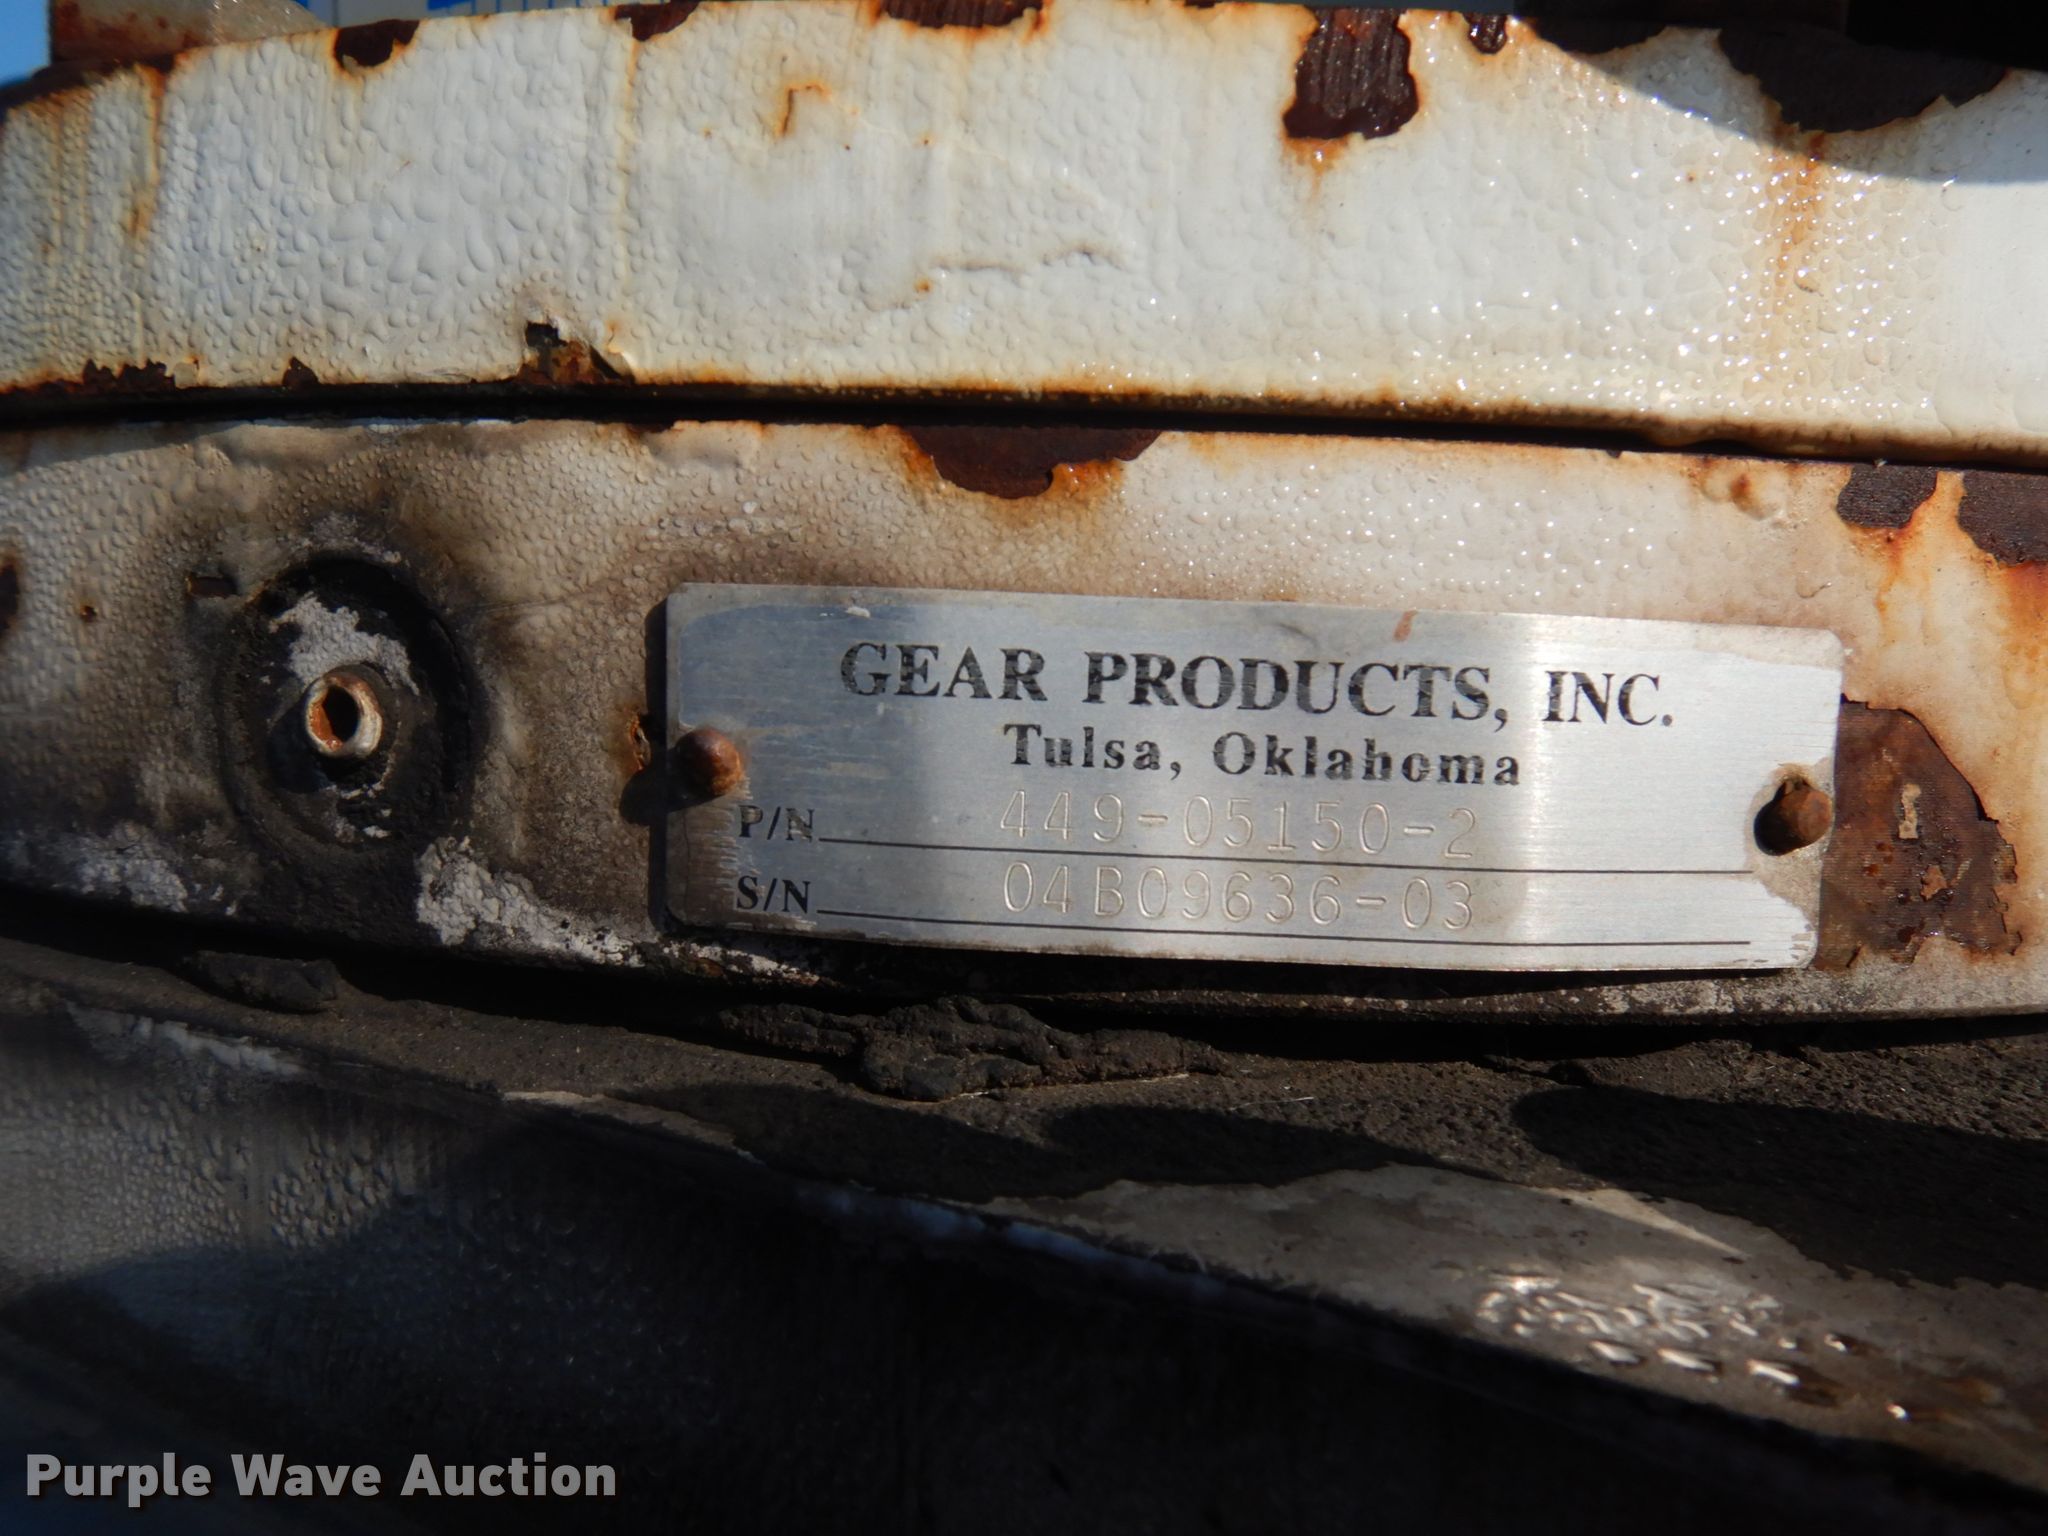 GEAR PRODUCTS, INC.
Tulsa, Oklahoma
P/N 449-05150-2
S/N 04B09636-03
Purple Wave Auction